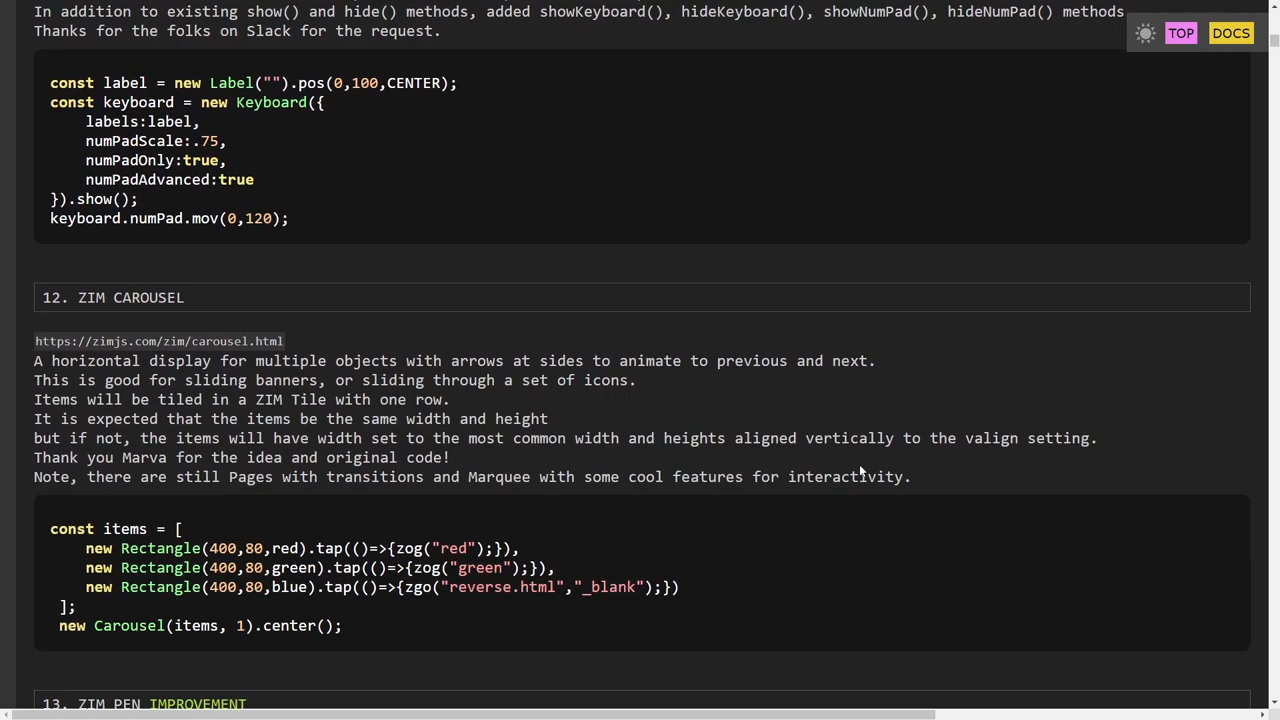 In addition to existing show() and hide() methods, added showKeyboard(), hideKeyboard(), showNumPad(), hideNumPad() methods
Thanks for the folks on Slack for the request.
TOP
DOCS
const label = new Label("").pos(0,100,CENTER);
const keyboard = new Keyboard({
    labels:label,
    numPadScale:.75,
    numPadOnly:true,
    numPadAdvanced:true
}).show();
keyboard.numPad.mov(0,120);
12. ZIM CAROUSEL
https://zimjs.com/zim/carousel.html
A horizontal display for multiple objects with arrows at sides to animate to previous and next.
This is good for sliding banners, or sliding through a set of icons.
Items will be tiled in a ZIM Tile with one row.
It is expected that the items be the same width and height
but if not, the items will have width set to the most common width and heights aligned vertically to the valign setting.
Thank you Marva for the idea and original code!
Note, there are still Pages with transitions and Marquee with some cool features for interactivity.
const items = [
    new Rectangle(400,80,red).tap(()=>{zog("red");}),
    new Rectangle(400,80,green).tap(()=>{zog("green");}),
    new Rectangle(400,80,blue).tap(()=>{zgo("reverse.html","_blank");})
];
new Carousel(items, 1).center();
13. ZIM PEN IMPROVEMENT